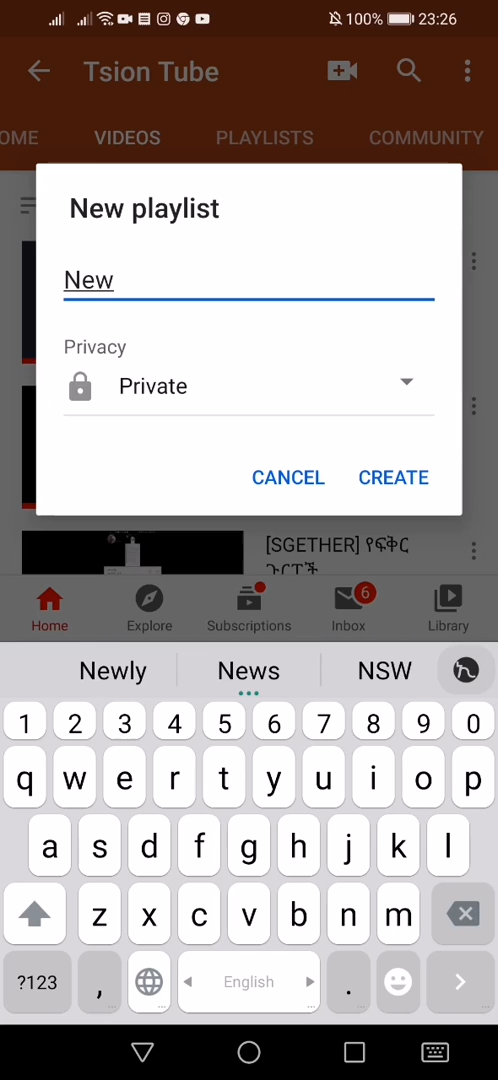 100% 23:26
Tsion Tube
OME VIDEOS PLAYLISTS COMMUNITY
New playlist
New
Privacy
Private
CANCEL CREATE
[SGETHER] የፍቅር
ጉርፎች
Home Explore Subscriptions 6 Inbox Library
Newly News NSW
1 2 3 4 5 6 7 8 9 0
q w e r t y u i o p
a s d f g h j k l
z x c v b n m
?123 , English .